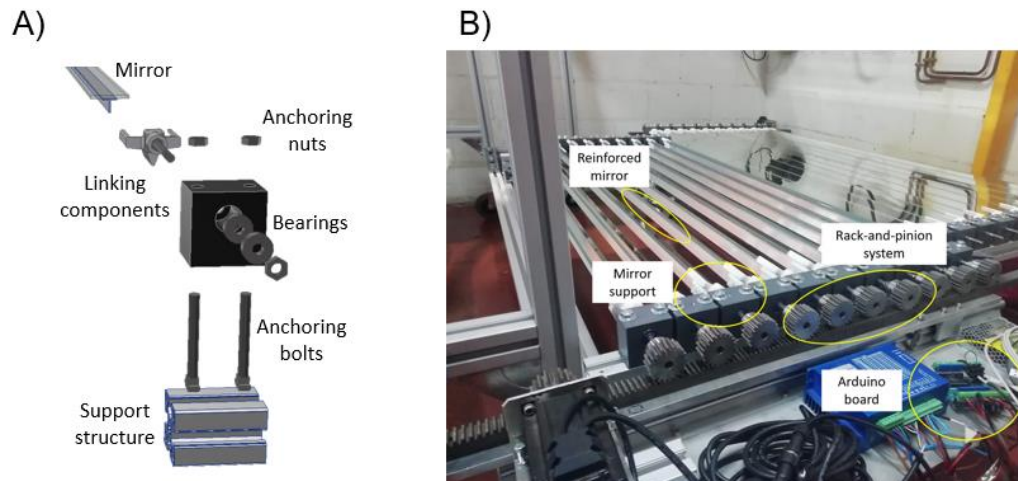 A)
Mirror
Anchoring
nuts
Linking
components
Bearings
Anchoring
bolts
Support
structure
B)
Reinforced
mirror
Rack-and-pinion
system
Mirror
support
Arduino
board